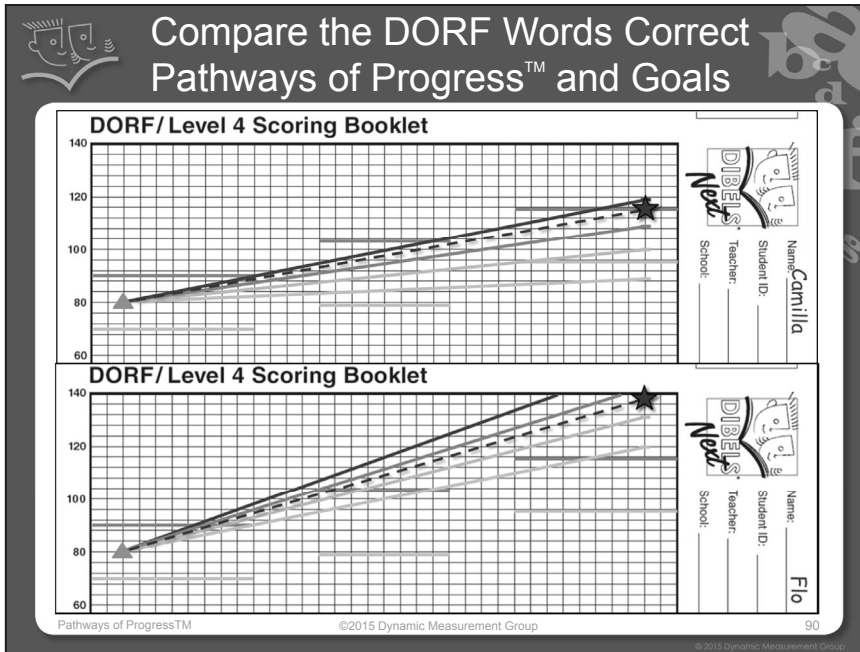 Compare the DORF Words Correct
Pathways of Progress™ and Goals
DORF/Level 4 Scoring Booklet
140
120
100
80
60
DIBELS
Next
Name: Camilla
Student ID:
Teacher:
School:
DORF/Level 4 Scoring Booklet
140
120
100
80
60
DIBELS
Next
Name: Flo
Student ID:
Teacher:
School:
Pathways of ProgressTM
©2015 Dynamic Measurement Group
90
© 2015 Dynamic Measurement Group